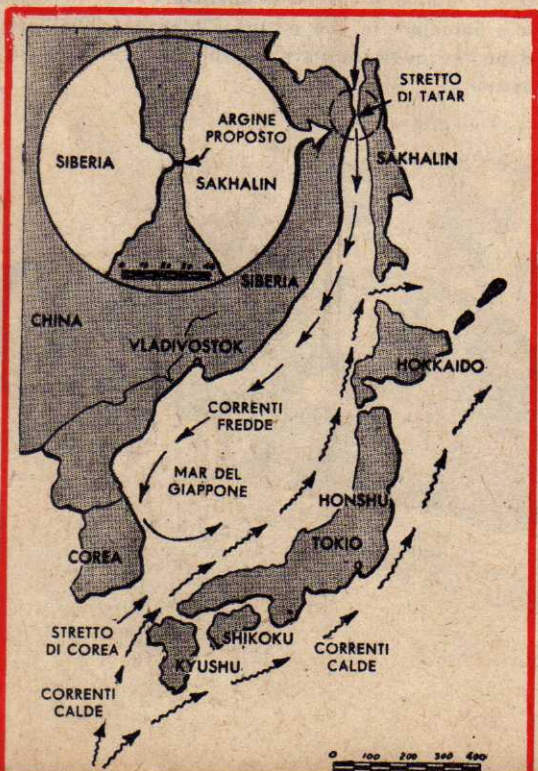 STRETTO
DI TATAR
ARGINE
PROPOSTO
SIBERIA
SAKHALIN
SAKHALIN
SIBERIA
CHINA
VLADIVOSTOK
HOKKAIDO
CORRENTI
FREDDE
MAR DEL
GIAPPONE
HONSHU
TOKIO
COREA
STRETTO
DI COREA
SHIKOKU
KYUSHU
CORRENTI
CALDE
CORRENTI
CALDE
0 100 200 300 400